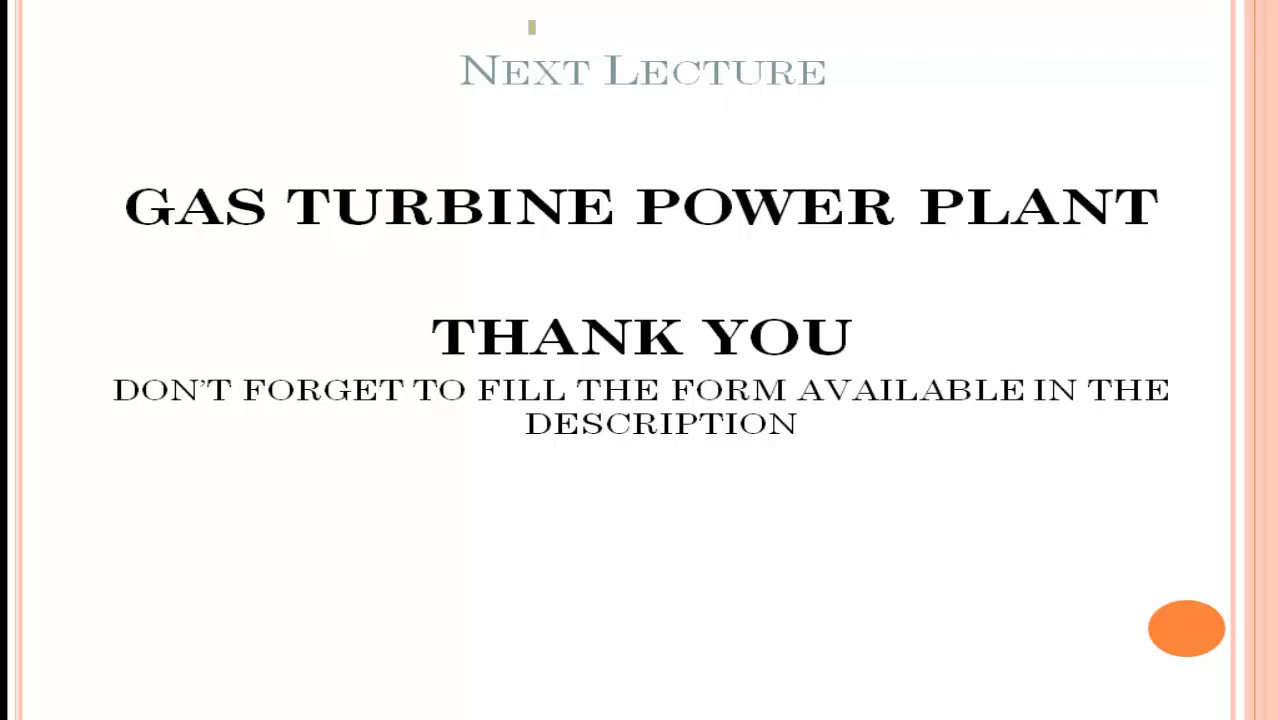 Next Lecture
GAS TURBINE POWER PLANT
THANK YOU
DON’T FORGET TO FILL THE FORM AVAILABLE IN THE
DESCRIPTION